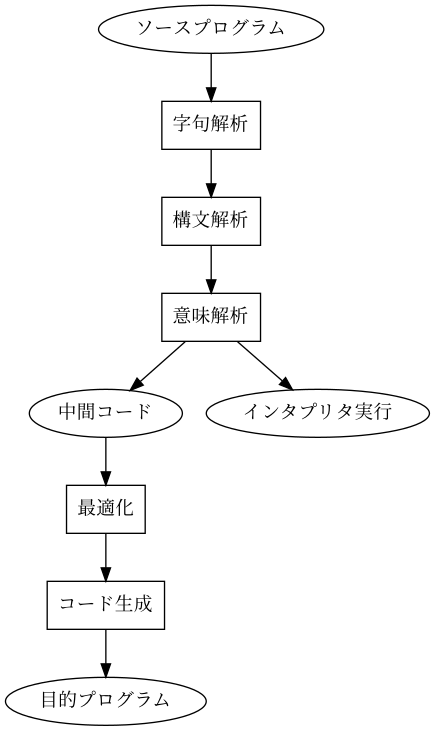 ソースプログラム
字句解析
構文解析
意味解析
中間コード
インタプリタ実行
最適化
コード生成
目的プログラム